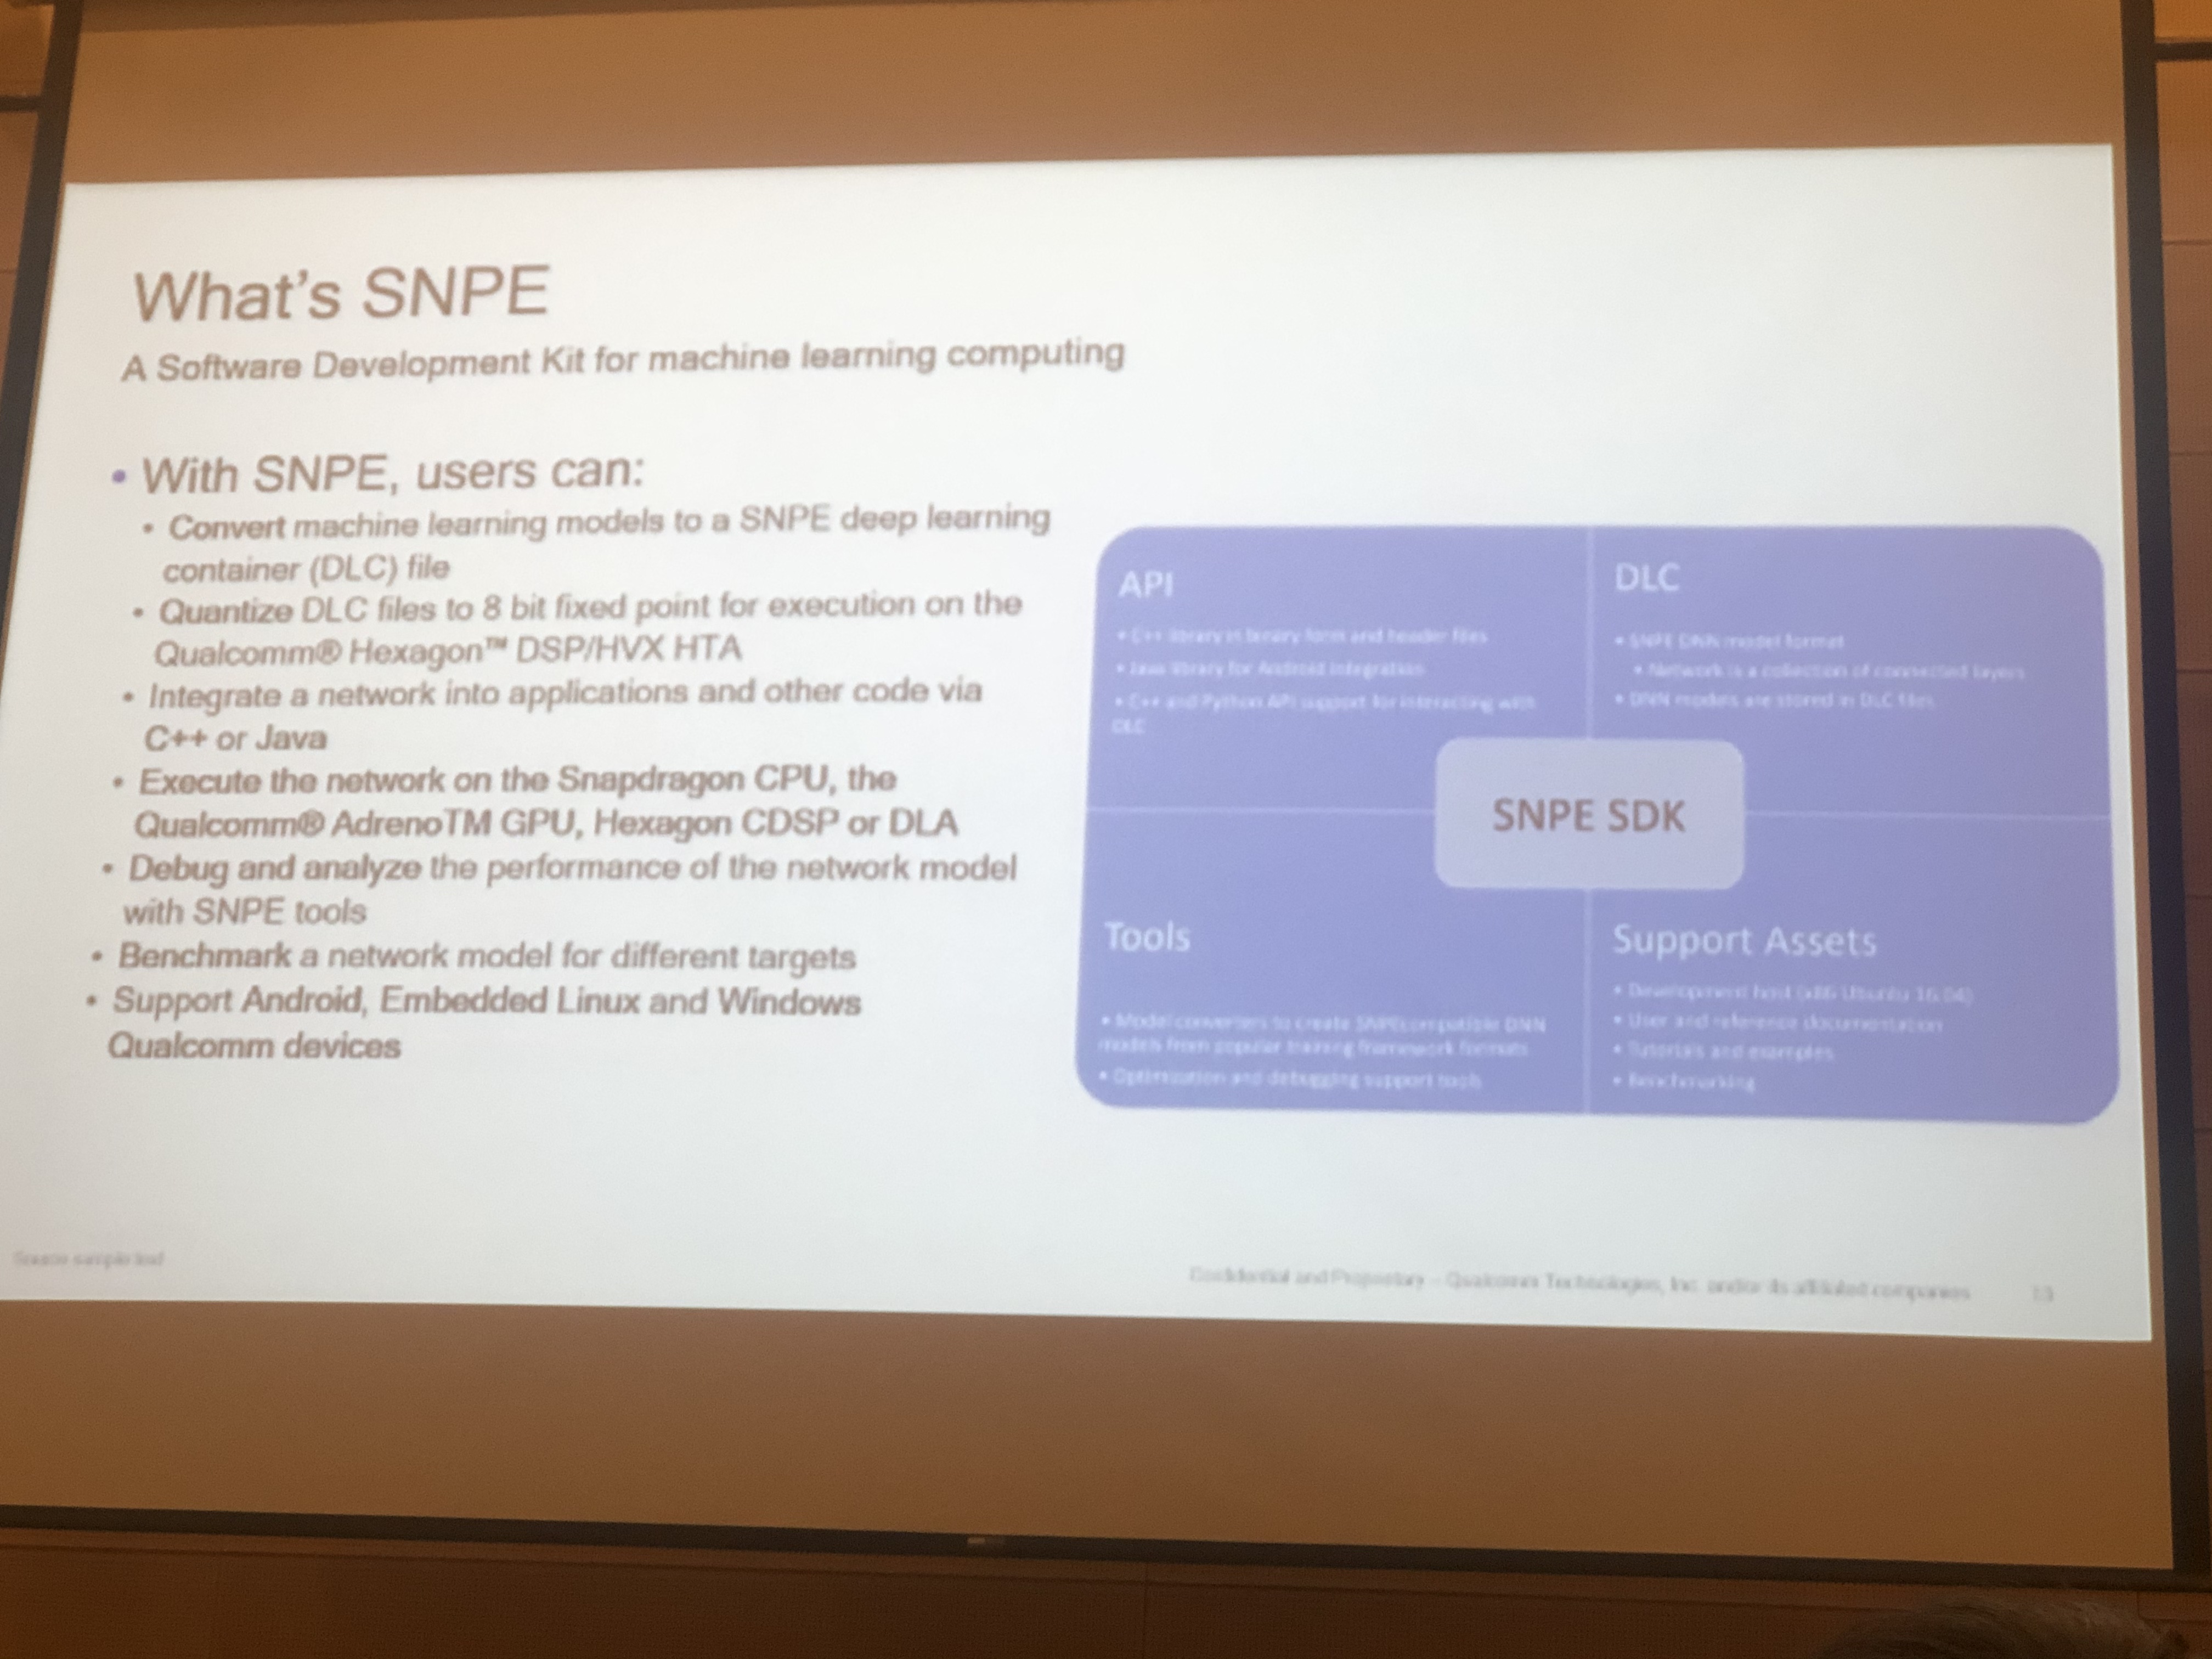 What's SNPE
A Software Development Kit for machine learning computing
• With SNPE, users can:
• Convert machine learning models to a SNPE deep learning
container (DLC) file
• Quantize DLC files to 8 bit fixed point for execution on the
Qualcomm® Hexagon™ DSP/HVX HTA
• Integrate a network into applications and other code via
C++ or Java
• Execute the network on the Snapdragon CPU, the
Qualcomm® AdrenoTM GPU, Hexagon CDSP or DLA
• Debug and analyze the performance of the network model
with SNPE tools
• Benchmark a network model for different targets
• Support Android, Embedded Linux and Windows
Qualcomm devices
API
• C++ library in binary form and header files
• Java library for Android integration
• C++ and Python API support for interacting with
DLC
DLC
• SNPE DNN model format
• Network is a collection of connected layers
• DNN models are stored in DLC files
SNPE SDK
Tools
• Model converters to create DNN
models from popular training framework formats
• Optimization and debugging support tools
Support Assets
• Development host (x86 Ubuntu 16.04)
• User and reference documentation
• Tutorials and examples
• Benchmarking
Confidential and Proprietary – Qualcomm Technologies, Inc. and/or its affiliated companies
13